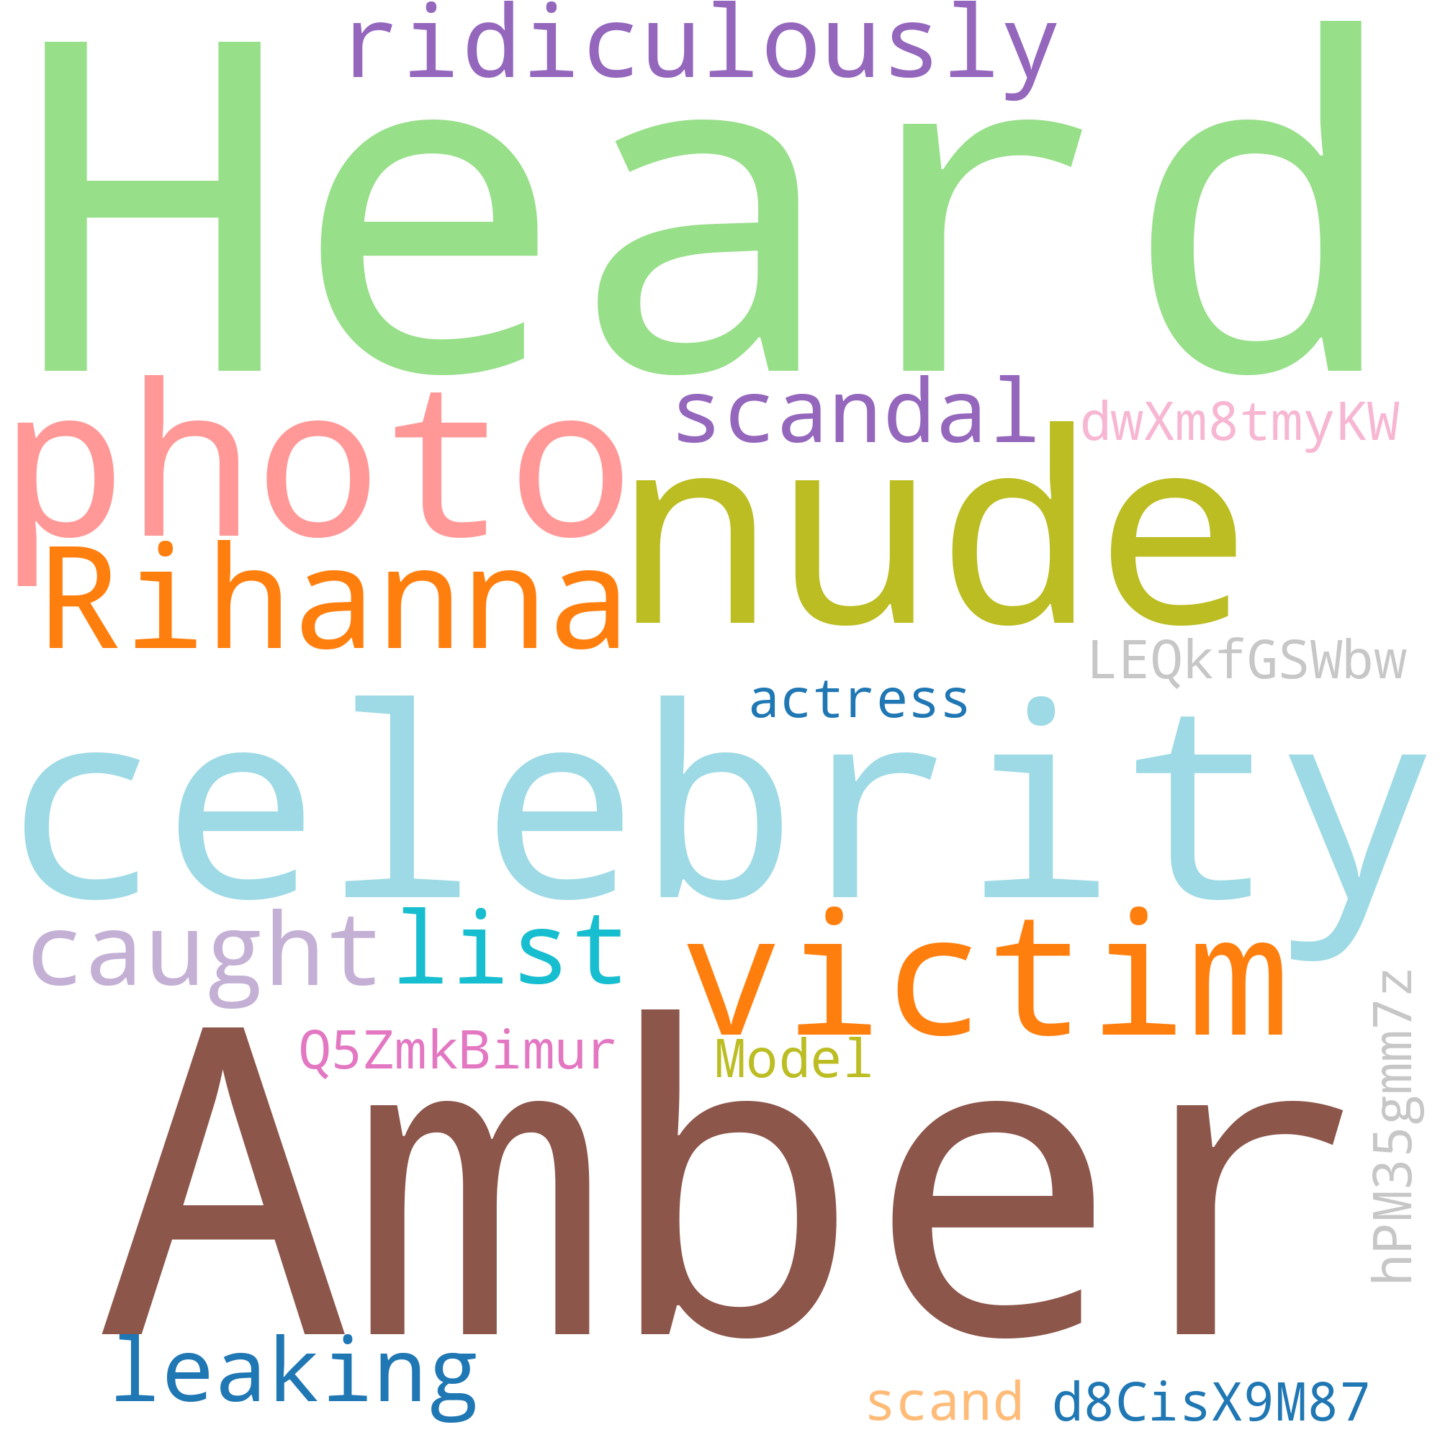 ridiculously
Heard
photo
scandal
dwXm8tmyKW
nude
Rihanna
LEQkfGSWbw
actress
celebrity
caught
list
victim
hPM35gmm7z
Q5ZmkBimur
Model
Amber
leaking
scand
d8CisX9M87